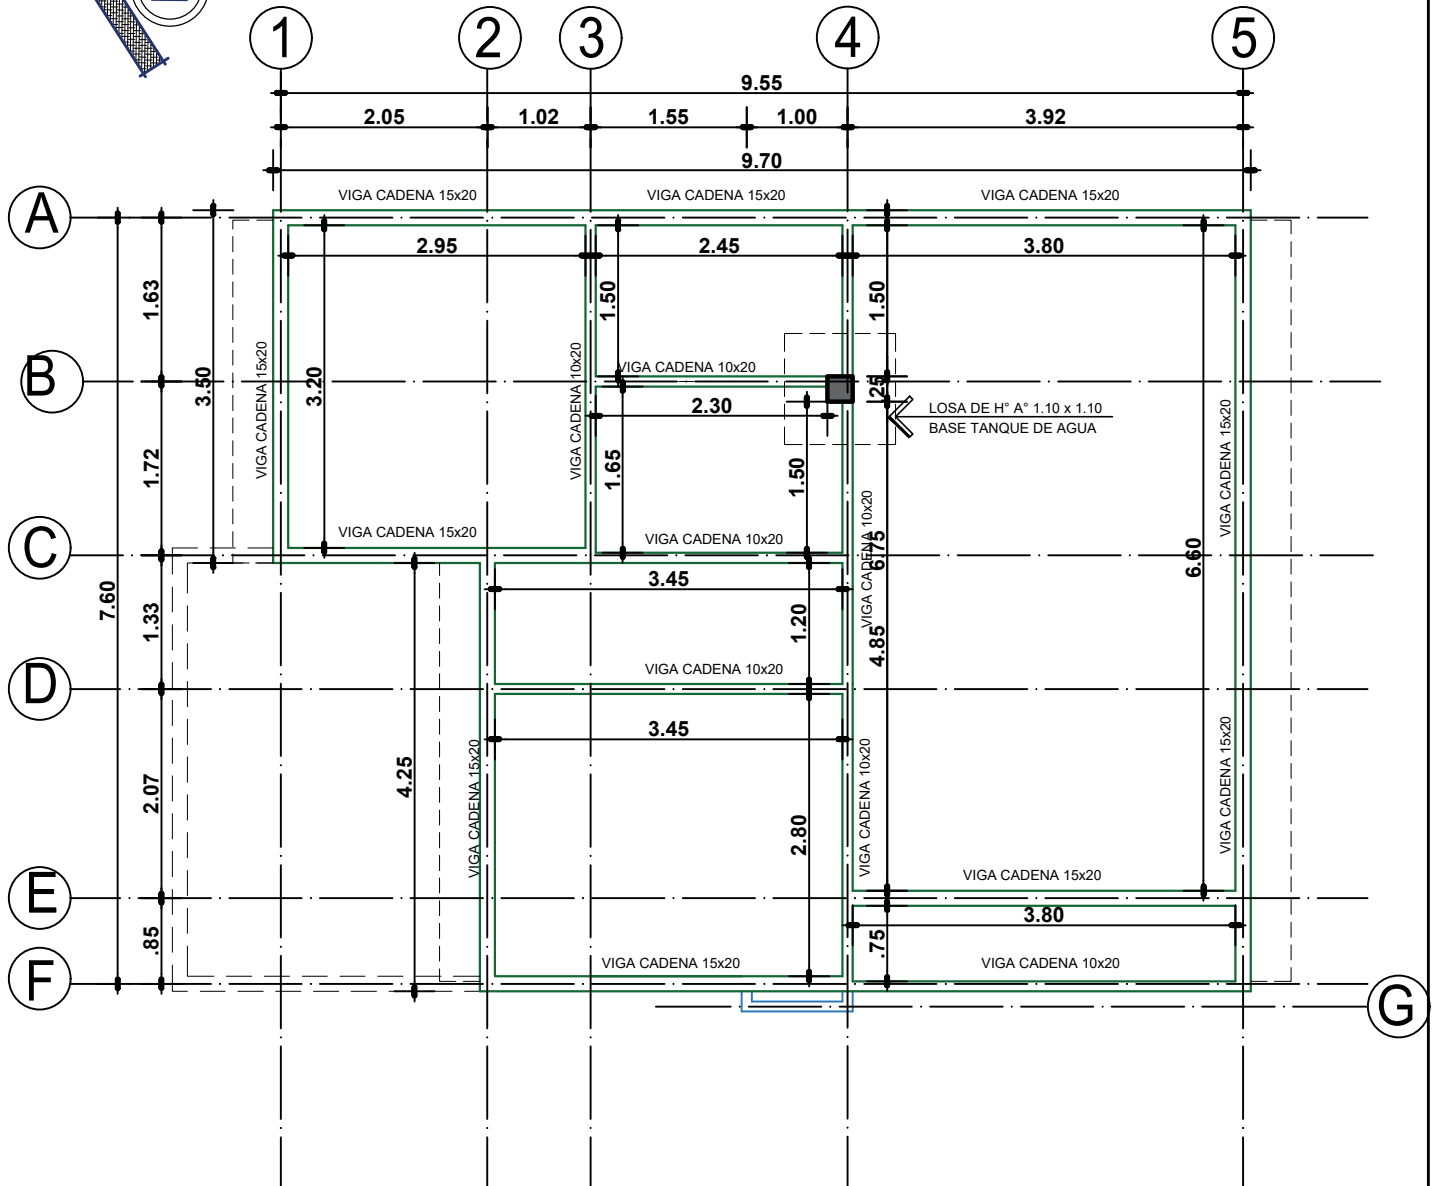 1 2 3 4 5
9.55
2.05 1.02 1.55 1.00 3.92
9.70
VIGA CADENA 15x20 VIGA CADENA 15x20 VIGA CADENA 15x20
A
2.95 2.45 3.80
1.63
3.50
3.20
1.50
1.50
VIGA CADENA 15x20
VIGA CADENA 10x20
VIGA CADENA 10x20
B
.25
2.30
LOSA DE H° A° 1.10 x 1.10
BASE TANQUE DE AGUA
VIGA CADENA 15x20
1.72
1.65
1.50
VIGA CADENA 10x20
VIGA CADENA 15x20
VIGA CADENA 10x20
C
6.75
6.60
7.60
1.33
3.45
1.20
4.85
VIGA CADENA 10x20
D
3.45
2.07
4.25
VIGA CADENA 15x20
2.80
VIGA CADENA 10x20
VIGA CADENA 15x20
VIGA CADENA 15x20
E
3.80
.85
.75
VIGA CADENA 15x20 VIGA CADENA 10x20
F
G